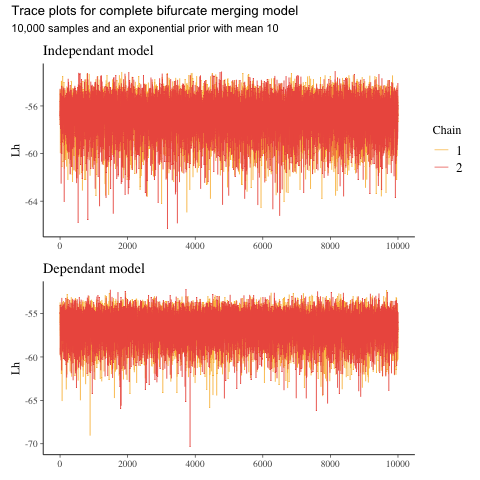 Trace plots for complete bifurcate merging model
10,000 samples and an exponential prior with mean 10
Independant model
-56
-60
-64
Lh
0 2000 4000 6000 8000 10000
Chain
1
2
Dependant model
-55
-60
-65
-70
Lh
0 2000 4000 6000 8000 10000